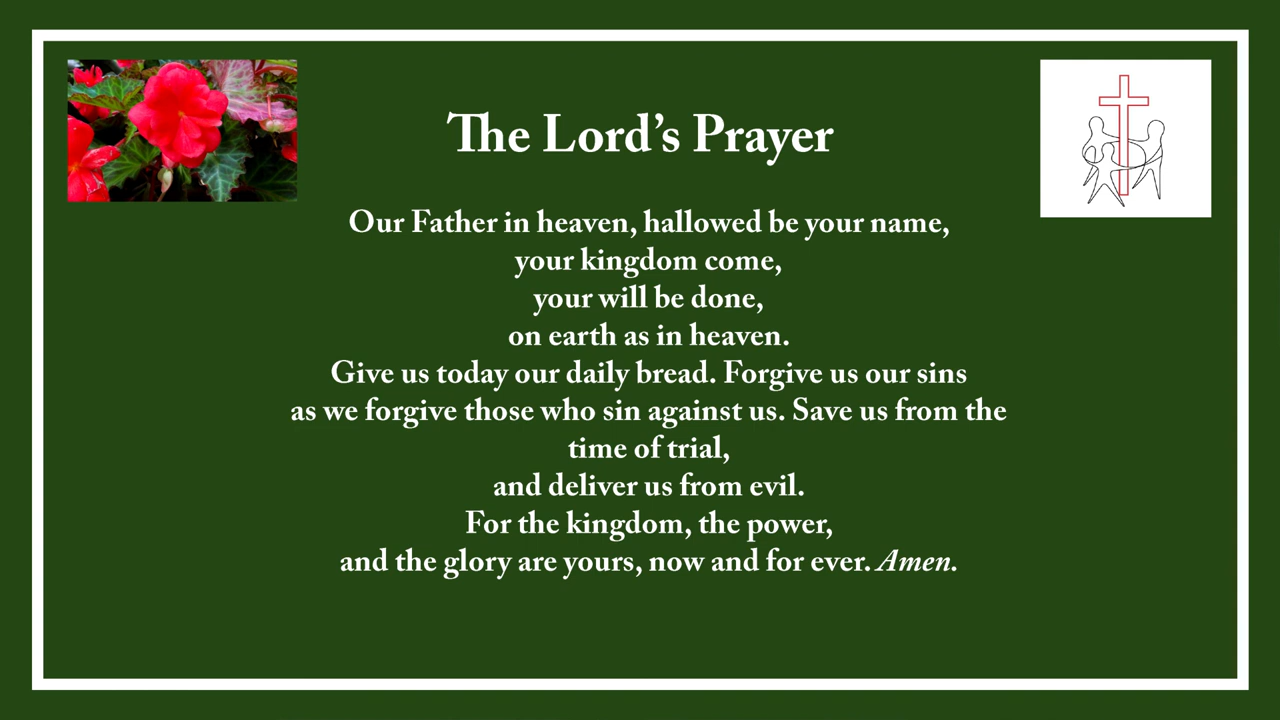 The Lord’s Prayer
Our Father in heaven, hallowed be your name,
your kingdom come,
your will be done,
on earth as in heaven.
Give us today our daily bread. Forgive us our sins
as we forgive those who sin against us. Save us from the
time of trial,
and deliver us from evil.
For the kingdom, the power,
and the glory are yours, now and for ever. Amen.